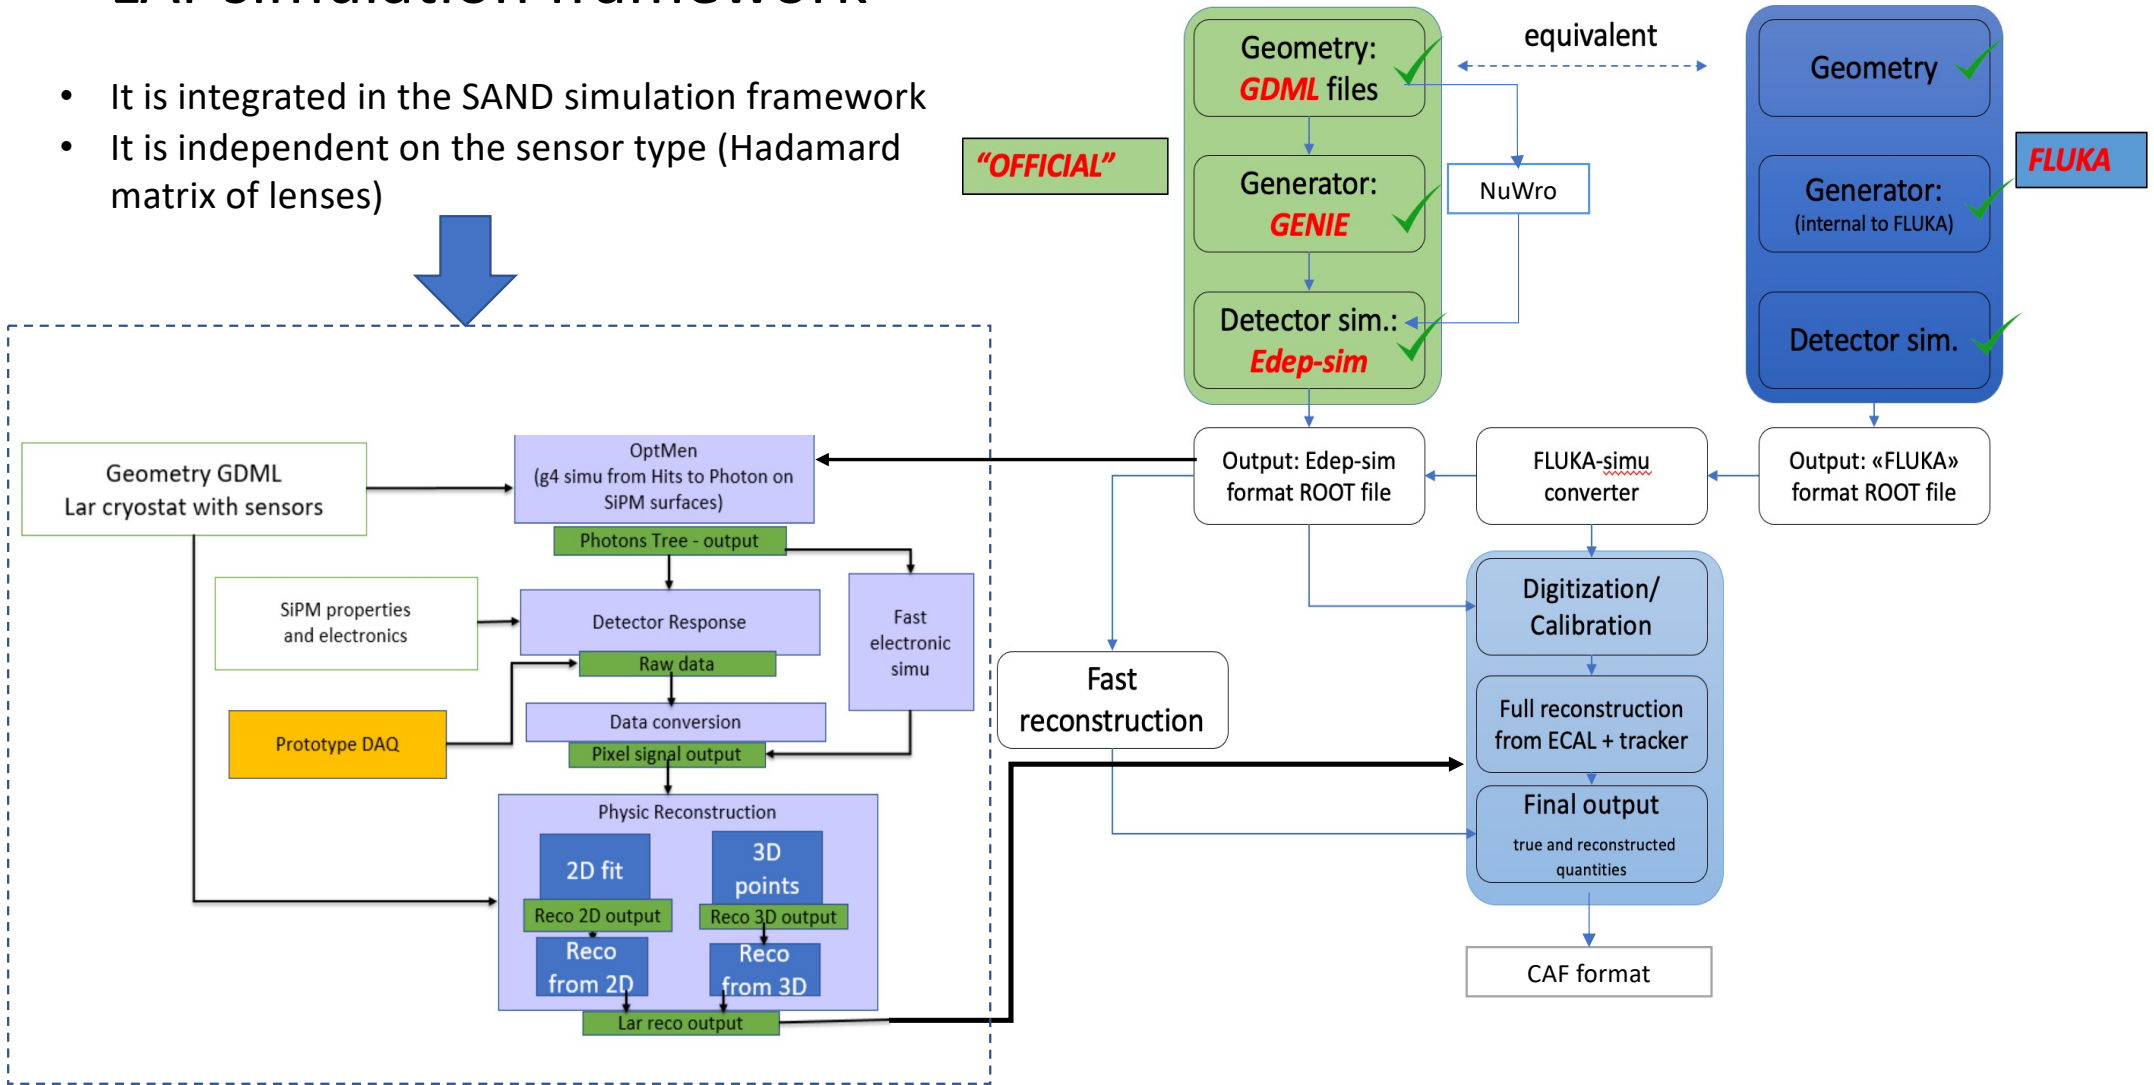 LAr simulation framework
• It is integrated in the SAND simulation framework
• It is independent on the sensor type (Hadamard
matrix of lenses)
"OFFICIAL"
Geometry:
GDML files
Generator:
GENIE
Detector sim.:
Edep-sim
equivalent
NuWro
Geometry
Generator:
(internal to FLUKA)
Detector sim.
FLUKA
Output: Edep-sim
format ROOT file
FLUKA-simu
converter
Output: «FLUKA»
format ROOT file
Digitization/
Calibration
Full reconstruction
from ECAL + tracker
Final output
true and reconstructed
quantities
CAF format
Fast
reconstruction
Geometry GDML
Lar cryostat with sensors
OptMen
(g4 simu from Hits to Photon on
SiPM surfaces)
Photons Tree - output
SiPM properties
and electronics
Detector Response
Raw data
Fast
electronic
simu
Prototype DAQ
Data conversion
Pixel signal output
Physic Reconstruction
2D fit
Reco 2D output
Reco
from 2D
3D
points
Reco 3D output
Reco
from 3D
Lar reco output